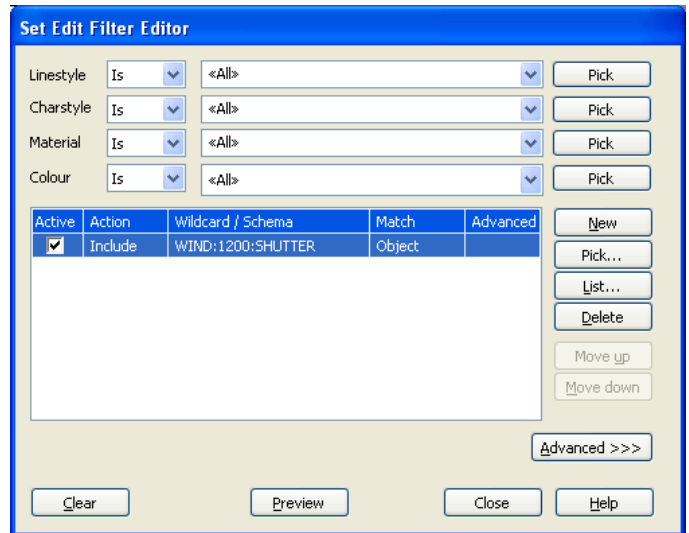 Set Edit Filter Editor
Linestyle Is «All» Pick
Charstyle Is «All» Pick
Material Is «All» Pick
Colour Is «All» Pick
Active Action Wildcard / Schema Match Advanced New
Include WIND:1200:SHUTTER Object
Pick...
List...
Delete
Move up
Move down
Advanced >>>
Clear Preview Close Help